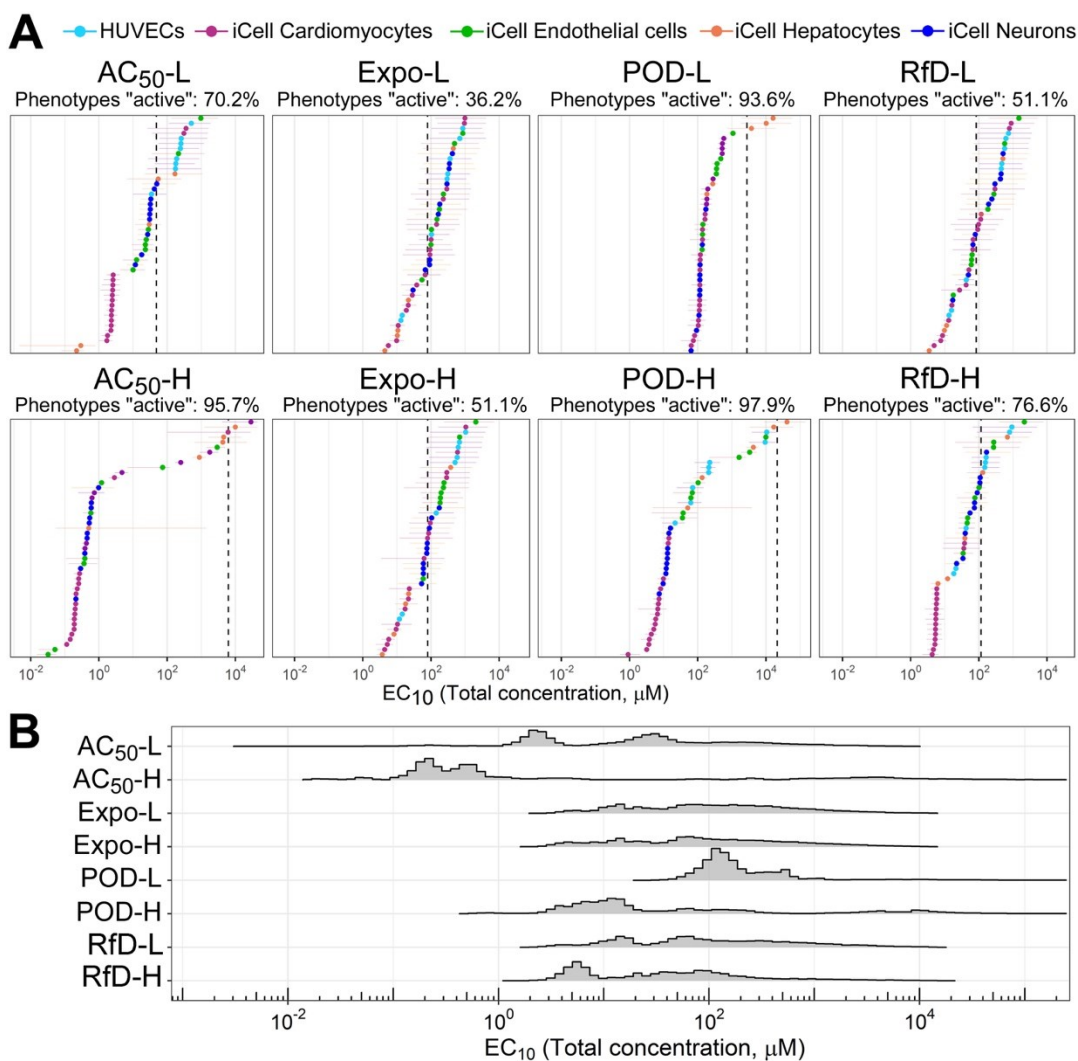 A
HUVECs iCell Cardiomyocytes iCell Endothelial cells iCell Hepatocytes iCell Neurons
AC50-L Expo-L POD-L RfD-L
Phenotypes "active": 70.2% Phenotypes "active": 36.2% Phenotypes "active": 93.6% Phenotypes "active": 51.1%
AC50-H Expo-H POD-H RfD-H
Phenotypes "active": 95.7% Phenotypes "active": 51.1% Phenotypes "active": 97.9% Phenotypes "active": 76.6%
10-2 100 102 104 10-2 100 102 104 10-2 100 102 104 10-2 100 102 104
EC10 (Total concentration, μM)
B
AC50-L
AC50-H
Expo-L
Expo-H
POD-L
POD-H
RfD-L
RfD-H
10-2 100 102 104
EC10 (Total concentration, μM)